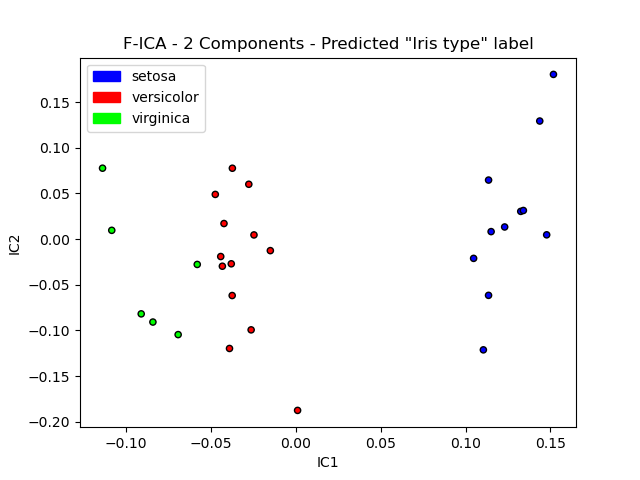 F-ICA - 2 Components - Predicted "Iris type" label
setosa
versicolor
virginica
0.15
0.10
0.05
0.00
−0.05
−0.10
−0.15
−0.20
IC2
−0.10 −0.05 0.00 0.05 0.10 0.15
IC1